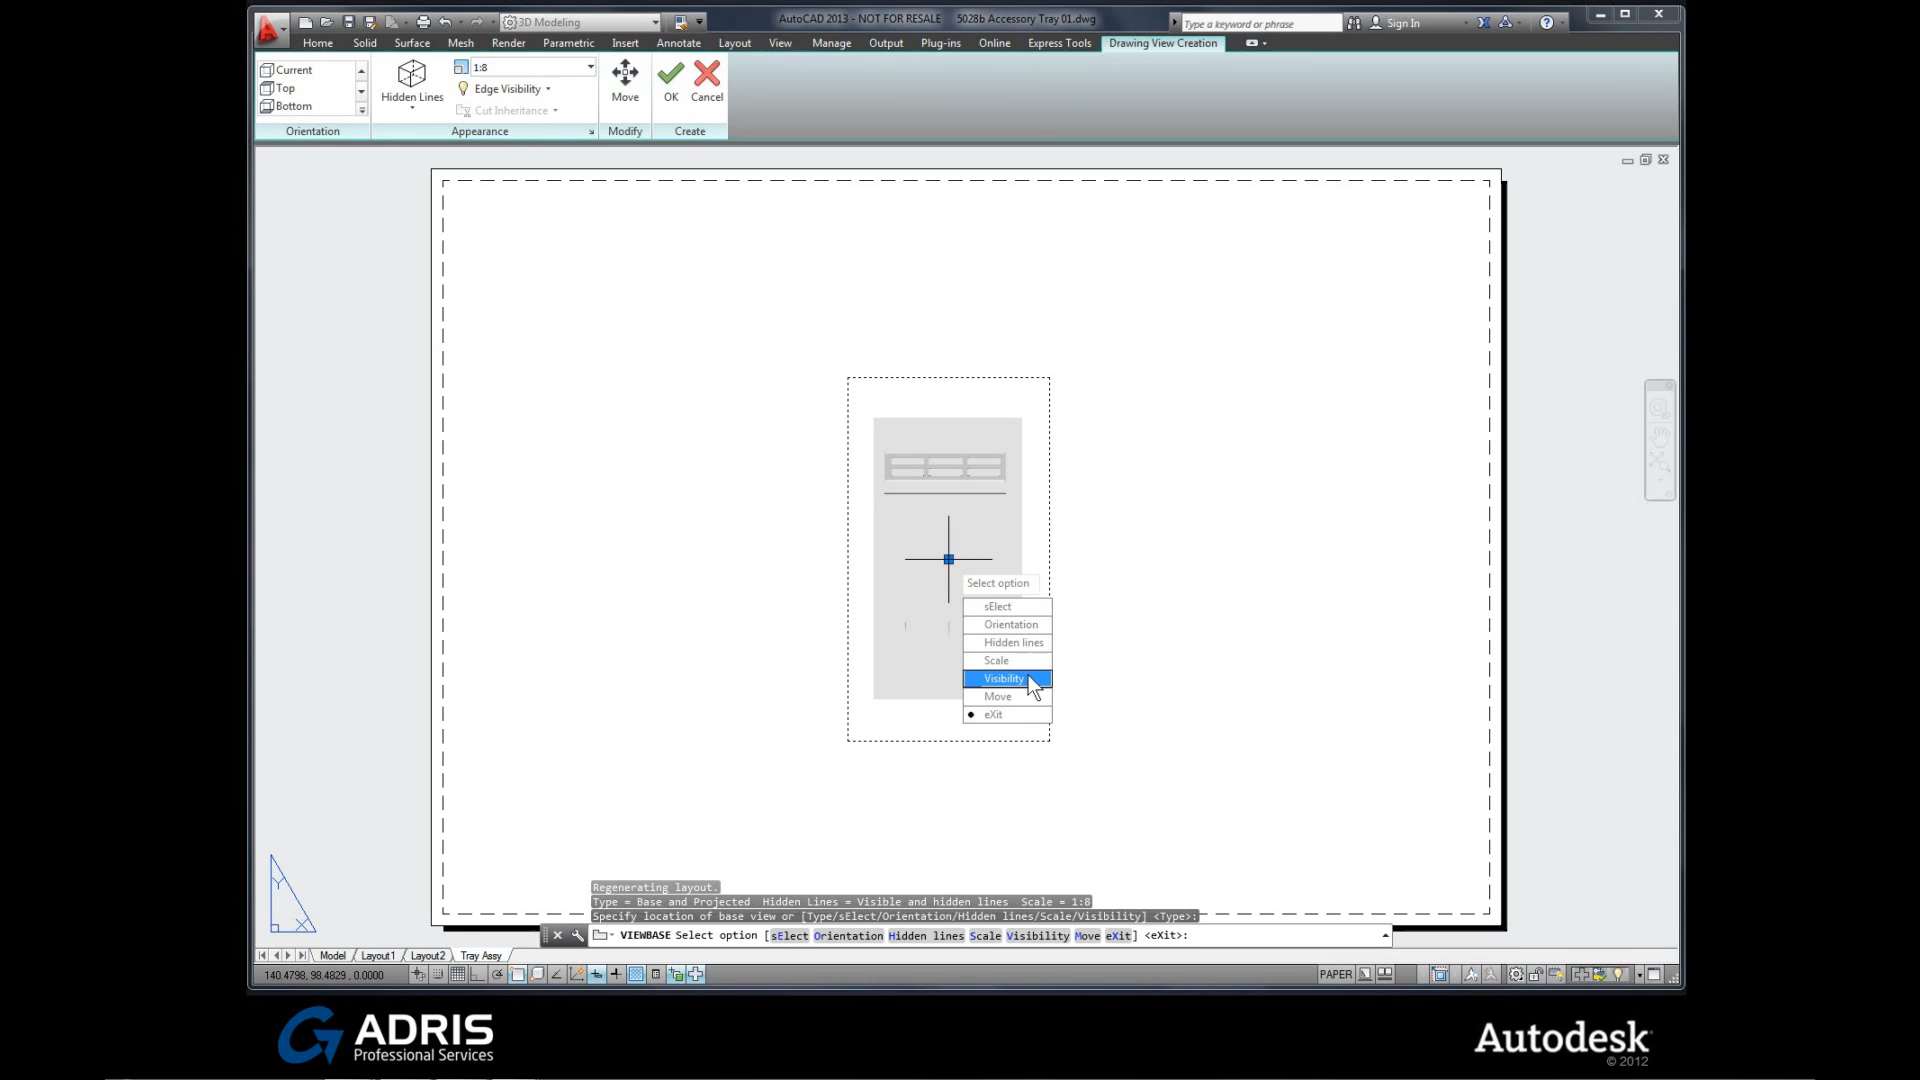 3D Modeling
AutoCAD 2013 - NOT FOR RESALE 5028b Accessory Tray 01.dwg
Type a keyword or phrase
Sign In
Home Solid Surface Mesh Render Parametric Insert Annotate Layout View Manage Output Plug-ins Online Express Tools Drawing View Creation
Current
Top
Bottom
Orientation
Hidden Lines
1:8
Edge Visibility
Cut Inheritance
Appearance
Move
Modify
OK
Cancel
Create
Select option
sElect
Orientation
Hidden lines
Scale
Visibility
Move
eXit
Y
X
Regenerating layout.
Type = Base and Projected Hidden Lines = Visible and hidden lines Scale = 1:8
Specify location of base view or [Type/sElect/Orientation/Hidden lines/Scale/Visibility] <Type>:
VIEWBASE Select option [sElect Orientation Hidden lines Scale Visibility Move eXit] <eXit>:
Model Layout1 Layout2 Tray Assy
140.4798, 98.4829, 0.0000
PAPER
ADRIS
Professional Services
Autodesk
© 2012